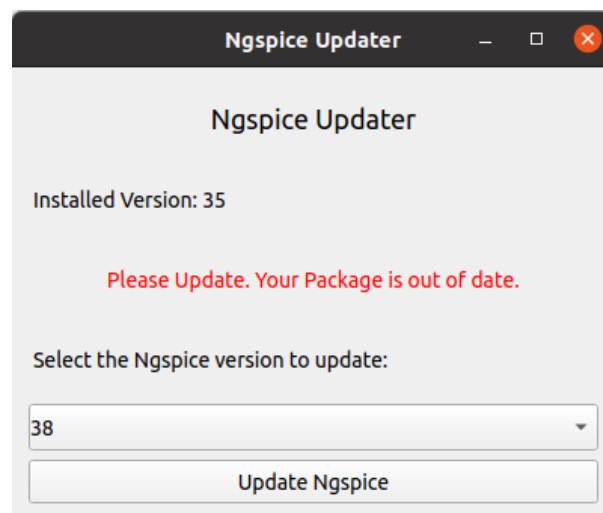 Ngspice Updater
Ngspice Updater
Installed Version: 35
Please Update. Your Package is out of date.
Select the Ngspice version to update:
38
Update Ngspice